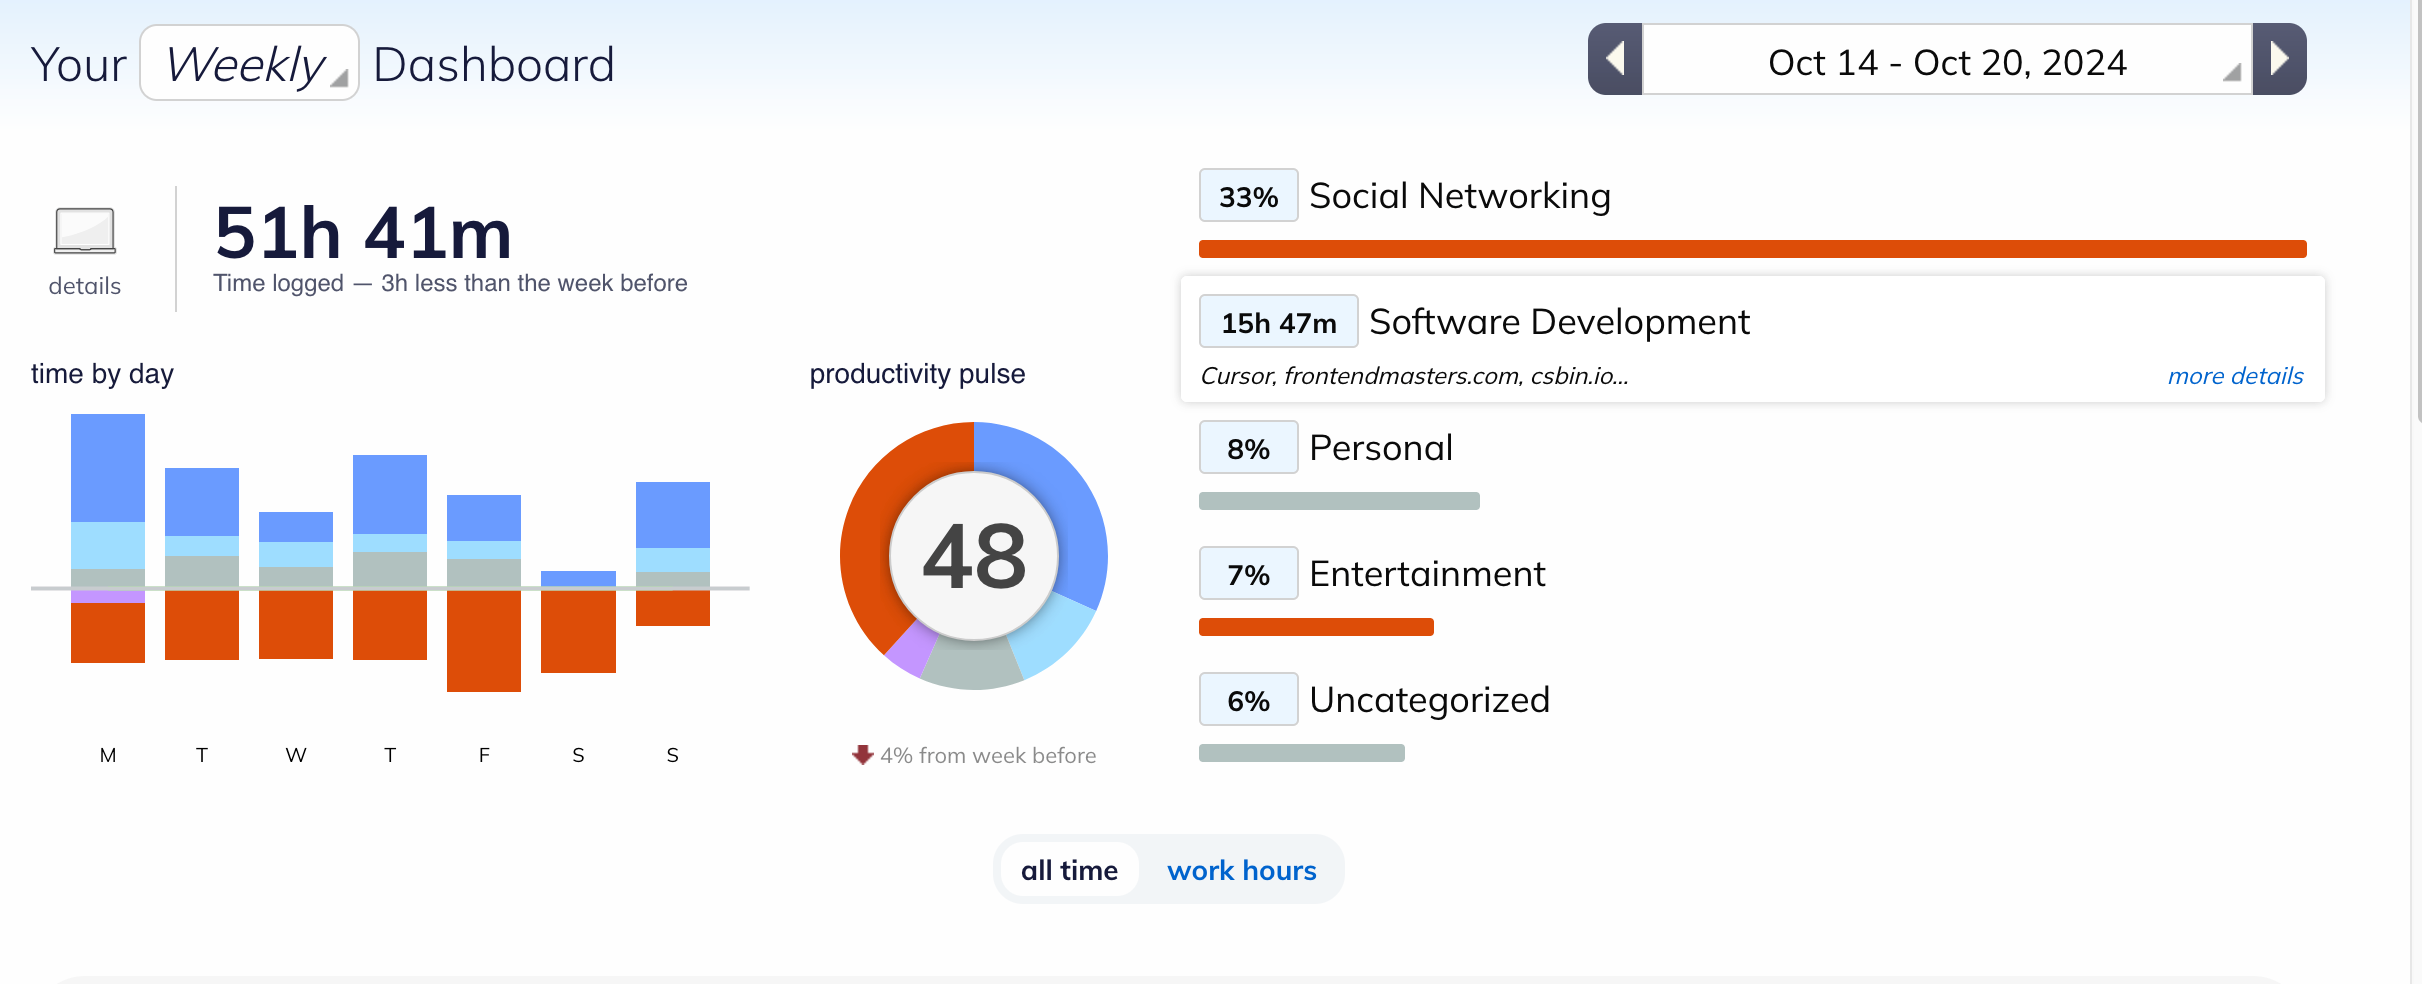 Your Weekly Dashboard
Oct 14 - Oct 20, 2024
51h 41m
Time logged — 3h less than the week before
details
time by day
M T W T F S S
productivity pulse
48
4% from week before
33% Social Networking
15h 47m Software Development
Cursor, frontendmasters.com, csbin.io...
more details
8% Personal
7% Entertainment
6% Uncategorized
all time
work hours